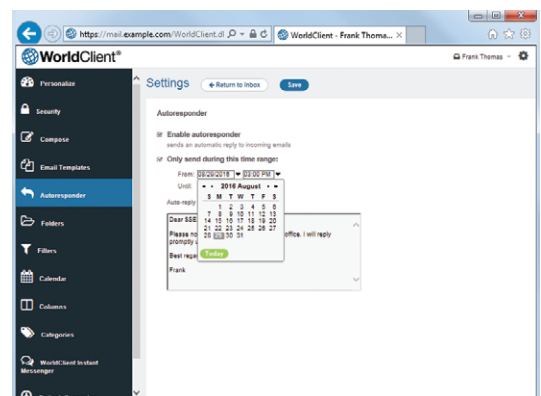 https://mail.example.com/WorldClient.dl
WorldClient - Frank Thoma...
WorldClient®
Frank Thomas
Personalize
Settings
Return to Inbox
Save
Security
Autoresponder
Compose
Enable autoresponder
sends an automatic reply to incoming emails
Email Templates
Only send during this time range:
From: 08/29/2016 03:00 PM
Until:
2016 August
Autoresponder
S M T W T F S
1 2 3 4 5 6
7 8 9 10 11 12 13
14 15 16 17 18 19 20
21 22 23 24 25 26 27
28 29 30 31
Today
Auto-reply
Folders
Dear SSE
Please no
office. I will reply
promptly
Filters
Best rega
Frank
Calendar
Columns
Categories
WorldClient Instant
Messenger